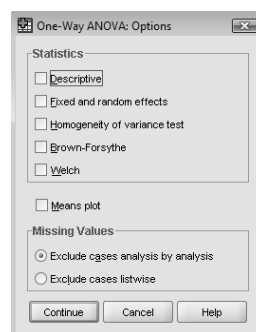 One-Way ANOVA: Options
Statistics
Descriptive
Fixed and random effects
Homogeneity of variance test
Brown-Forsythe
Welch
Means plot
Missing Values
Exclude cases analysis by analysis
Exclude cases listwise
Continue Cancel Help